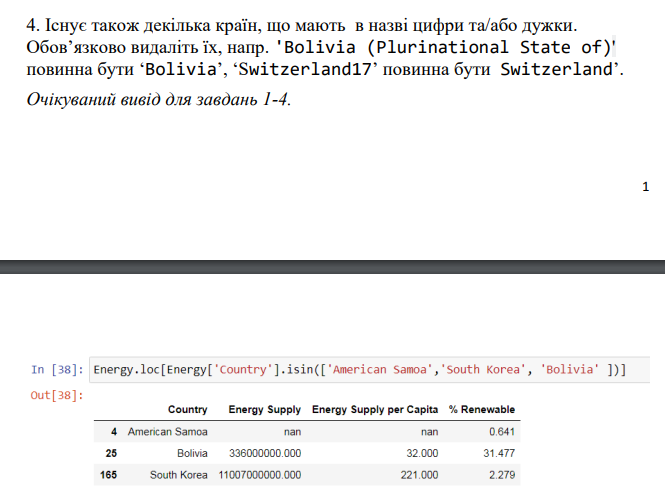 4. Існує також декілька країн, що мають в назві цифри та/або дужки.
Обов’язково видаліть їх, напр. 'Bolivia (Plurinational State of)'
повинна бути ‘Bolivia’, ‘Switzerland17’ повинна бути Switzerland’.
Очікуваний вивід для завдань 1-4.
1
In [38]: Energy.loc[Energy['Country'].isin(['American Samoa','South Korea', 'Bolivia' ])]
Out[38]:
Country Energy Supply Energy Supply per Capita % Renewable
4 American Samoa nan nan 0.641
25 Bolivia 336000000.000 32.000 31.477
165 South Korea 11007000000.000 221.000 2.279